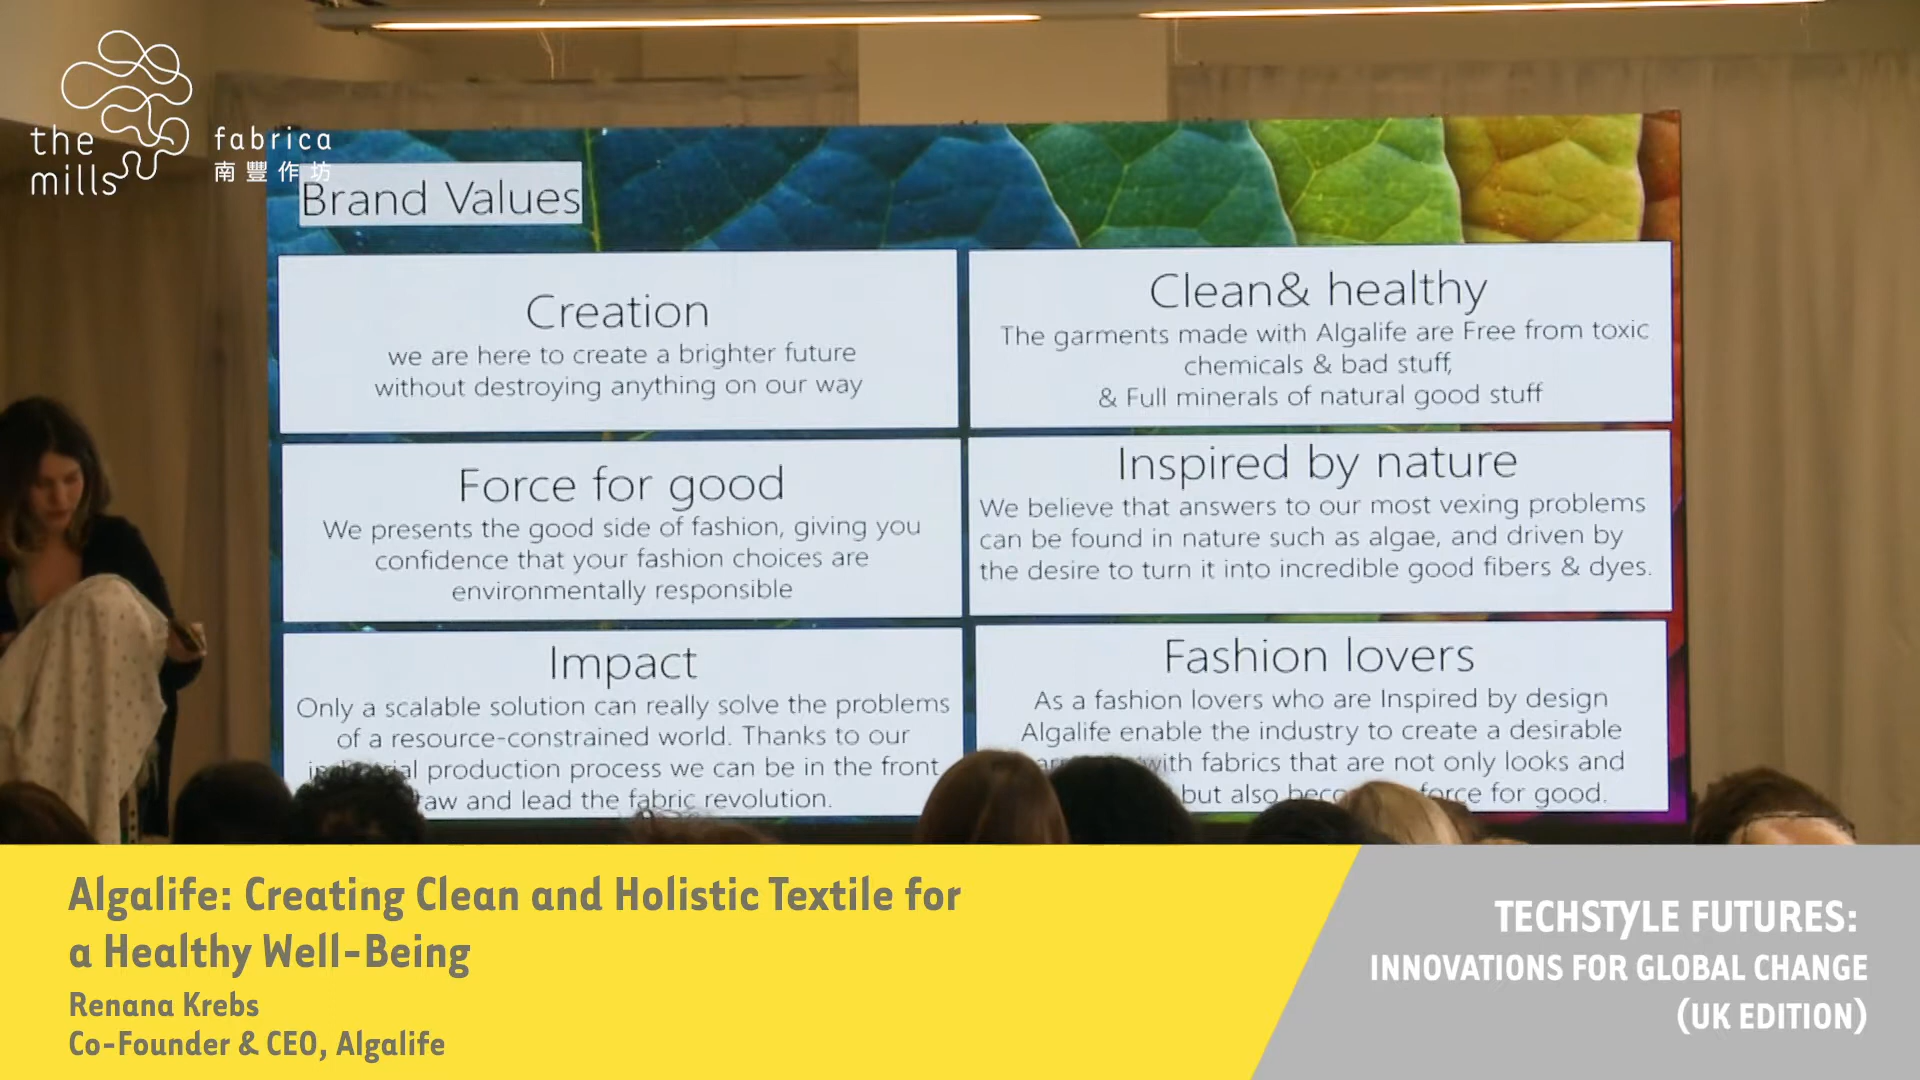 the
mills
fabrica
南豐作坊
Brand Values
Creation
we are here to create a brighter future
without destroying anything on our way
Clean& healthy
The garments made with Algalife are Free from toxic
chemicals & bad stuff,
& Full minerals of natural good stuff
Force for good
We presents the good side of fashion, giving you
confidence that your fashion choices are
environmentally responsible
Inspired by nature
We believe that answers to our most vexing problems
can be found in nature such as algae, and driven by
the desire to turn it into incredible good fibers & dyes.
Impact
Only a scalable solution can really solve the problems
of a resource-constrained world. Thanks to our
production process we can be in the front
and lead the fabric revolution.
Fashion lovers
As a fashion lovers who are Inspired by design
Algalife enable the industry to create a desirable
with fabrics that are not only looks and
but also force for good.
Algalife: Creating Clean and Holistic Textile for
a Healthy Well-Being
Renana Krebs
Co-Founder & CEO, Algalife
TECHSTYLE FUTURES:
INNOVATIONS FOR GLOBAL CHANGE
(UK EDITION)